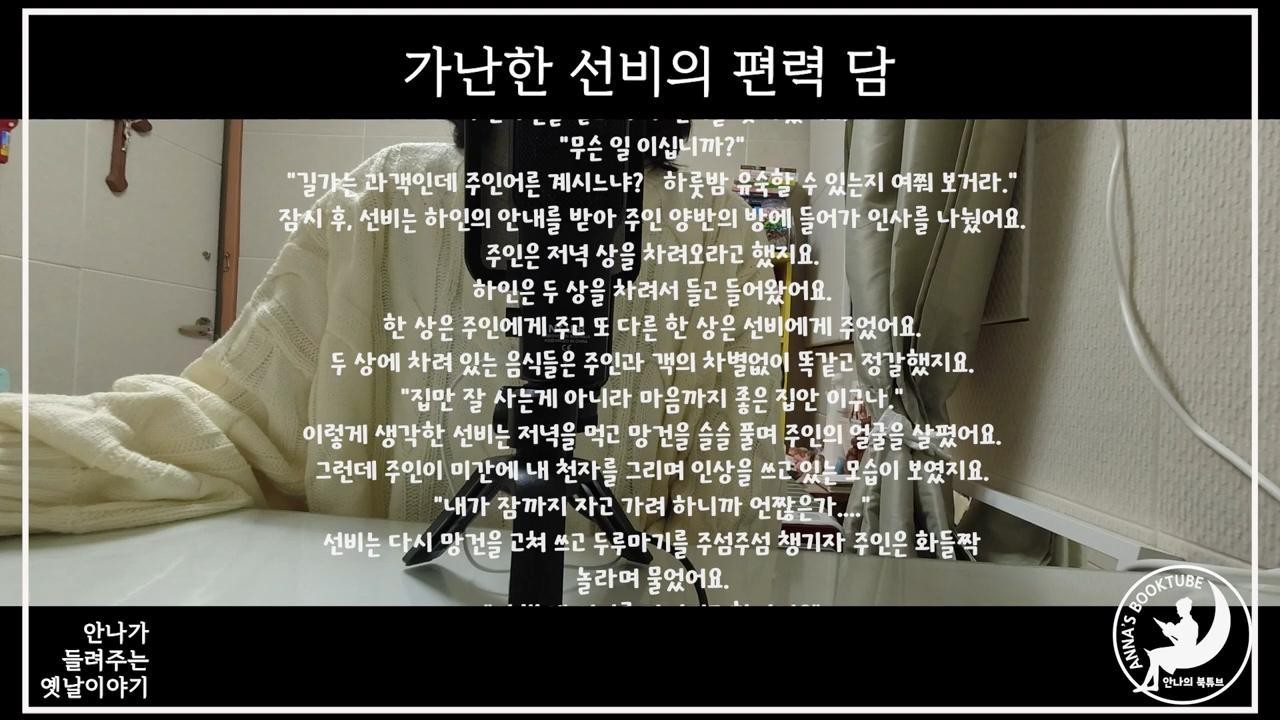 가난한 선비의 편력 담
"무슨 일 이십니까?"
"길가는 과객인데 주인어른 계시느냐? 하룻밤 유숙할 수 있는지 여쭤 보거라."
잠시 후, 선비는 하인의 안내를 받아 주인 양반의 방에 들어가 인사를 나눴어요.
주인은 저녁 상을 차려오라고 했지요.
하인은 두 상을 차려서 들고 들어왔어요.
한 상은 주인에게 주고 또 다른 한 상은 선비에게 주었어요.
두 상에 차려 있는 음식들은 주인과 객의 차별없이 똑같고 정갈했지요.
"집만 잘 사는게 아니라 마음까지 좋은 집안 이구나."
이렇게 생각한 선비는 저녁을 먹고 망건을 슬슬 풀며 주인의 얼굴을 살폈어요.
그런데 주인이 미간에 내 천자를 그리며 인상을 쓰고 있는 모습이 보였지요.
"내가 잠까지 자고 가려 하니까 언짢은가...."
선비는 다시 망건을 고쳐 쓰고 두루마기를 주섬주섬 챙기자 주인은 화들짝
놀라며 물었어요.
안나가
들려주는
옛날이야기
ANNA'S BOOKTUBE
안나의 북튜브